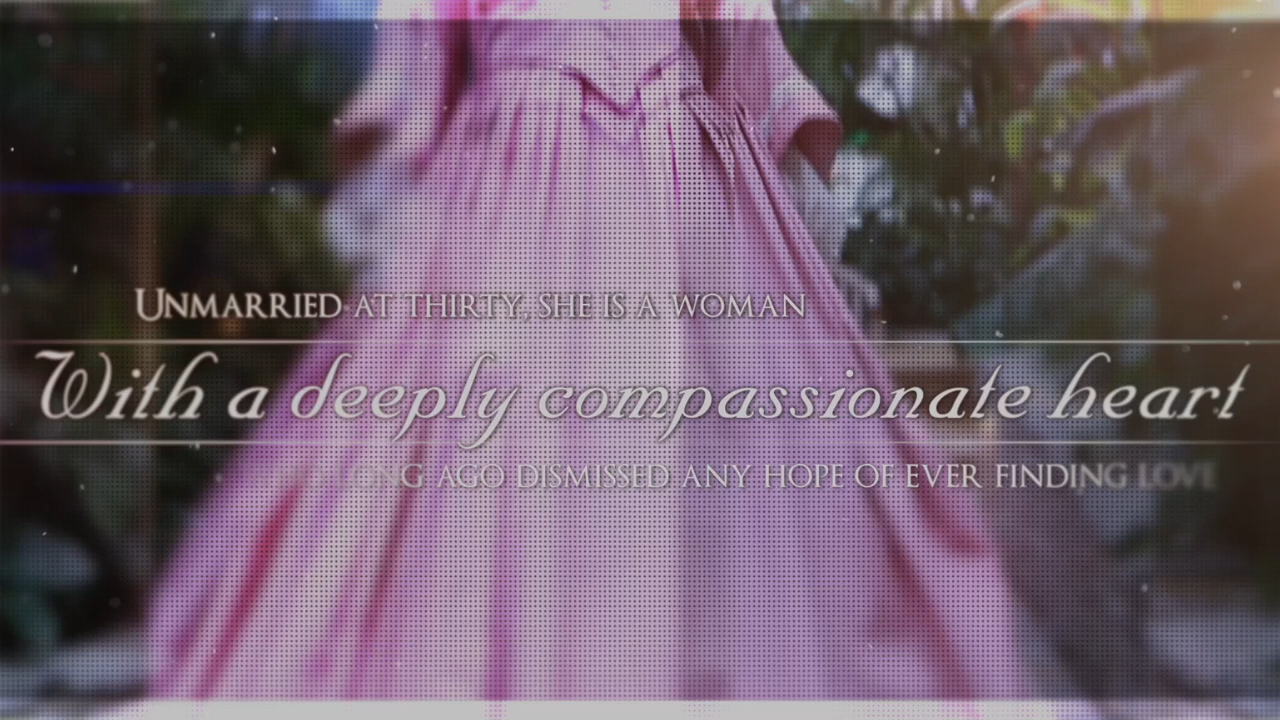 Unmarried at thirty, she is a woman
With a deeply compassionate heart
ago dismissed any hope of ever finding love